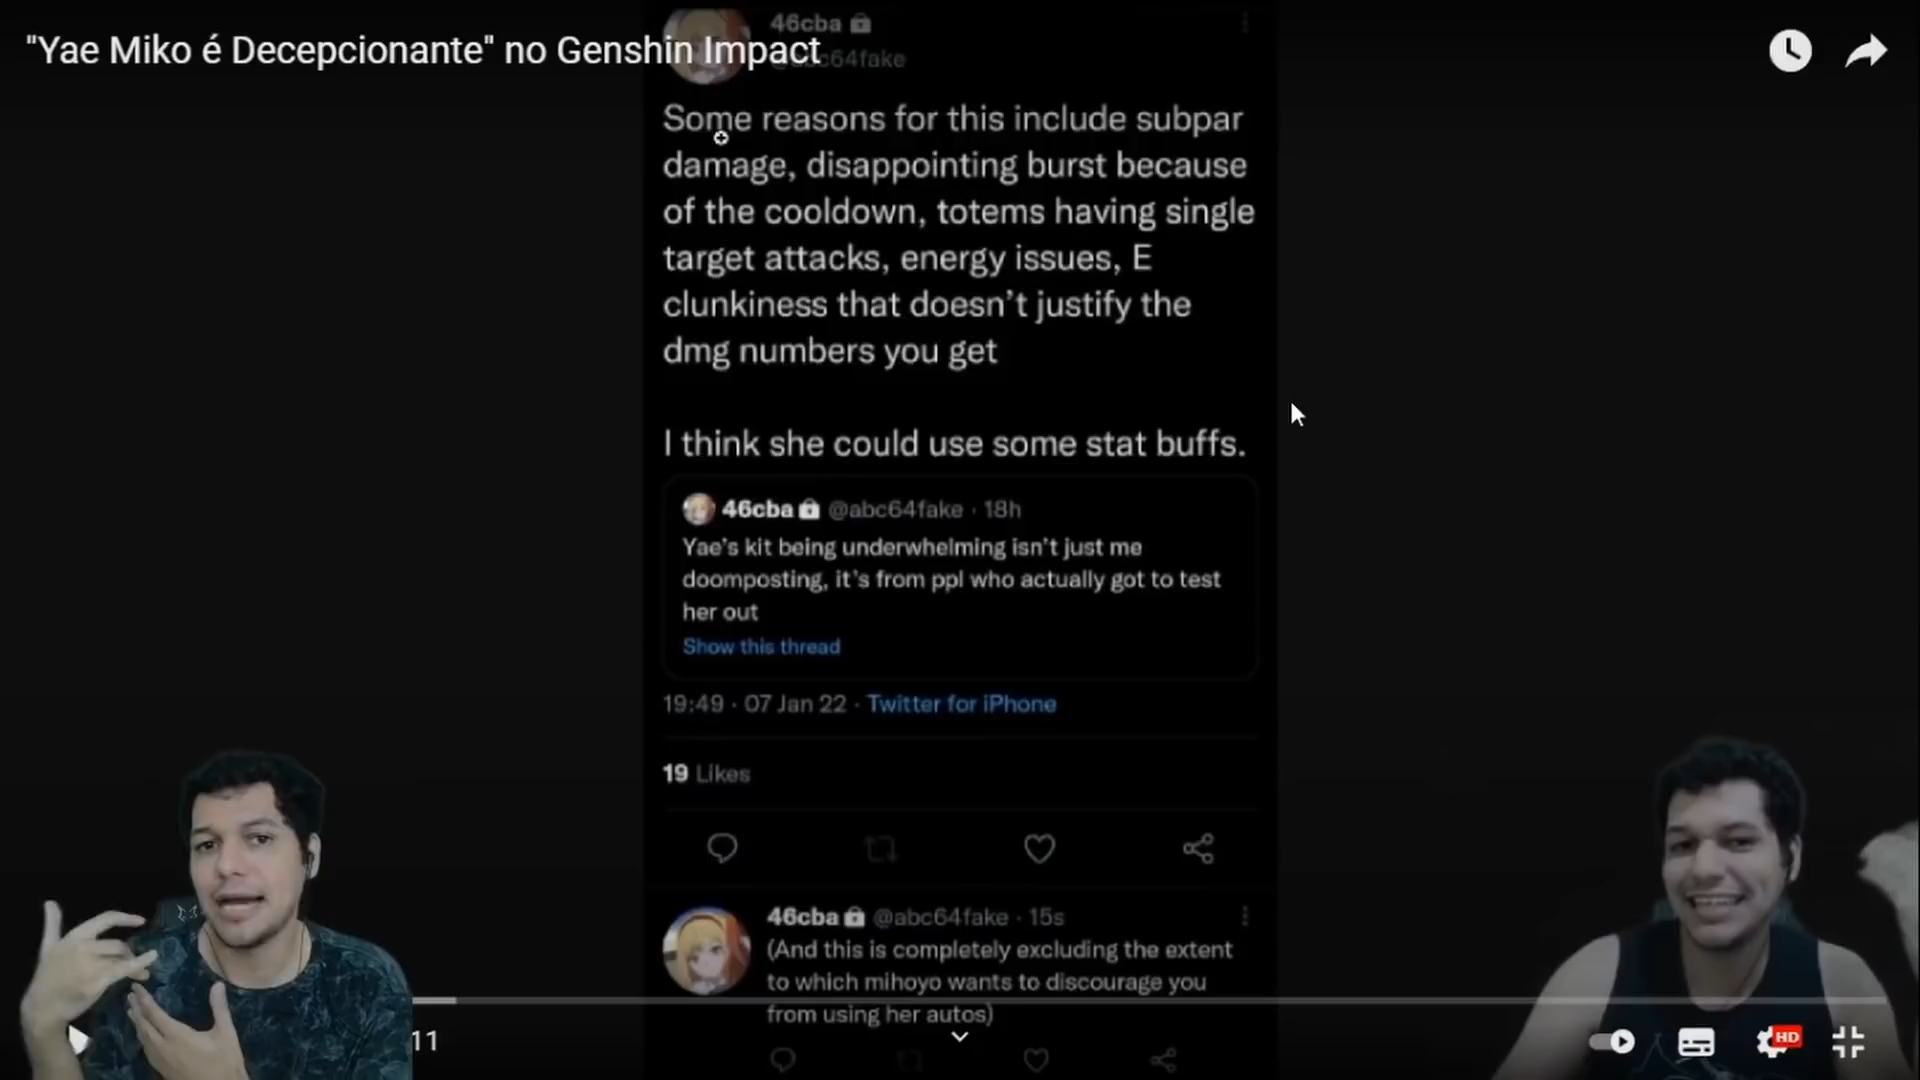 "Yae Miko é Decepcionante" no Genshin Impact
46cba
abc64fake
Some reasons for this include subpar
damage, disappointing burst because
of the cooldown, totems having single
target attacks, energy issues, E
clunkiness that doesn't justify the
dmg numbers you get
I think she could use some stat buffs.
46cba @abc64fake · 18h
Yae's kit being underwhelming isn't just me
doomposting, it's from ppl who actually got to test
her out
Show this thread
19:49 · 07 Jan 22 · Twitter for iPhone
19 Likes
46cba @abc64fake · 15s
(And this is completely excluding the extent
to which mihoyo wants to discourage you
from using her autos)
11
HD